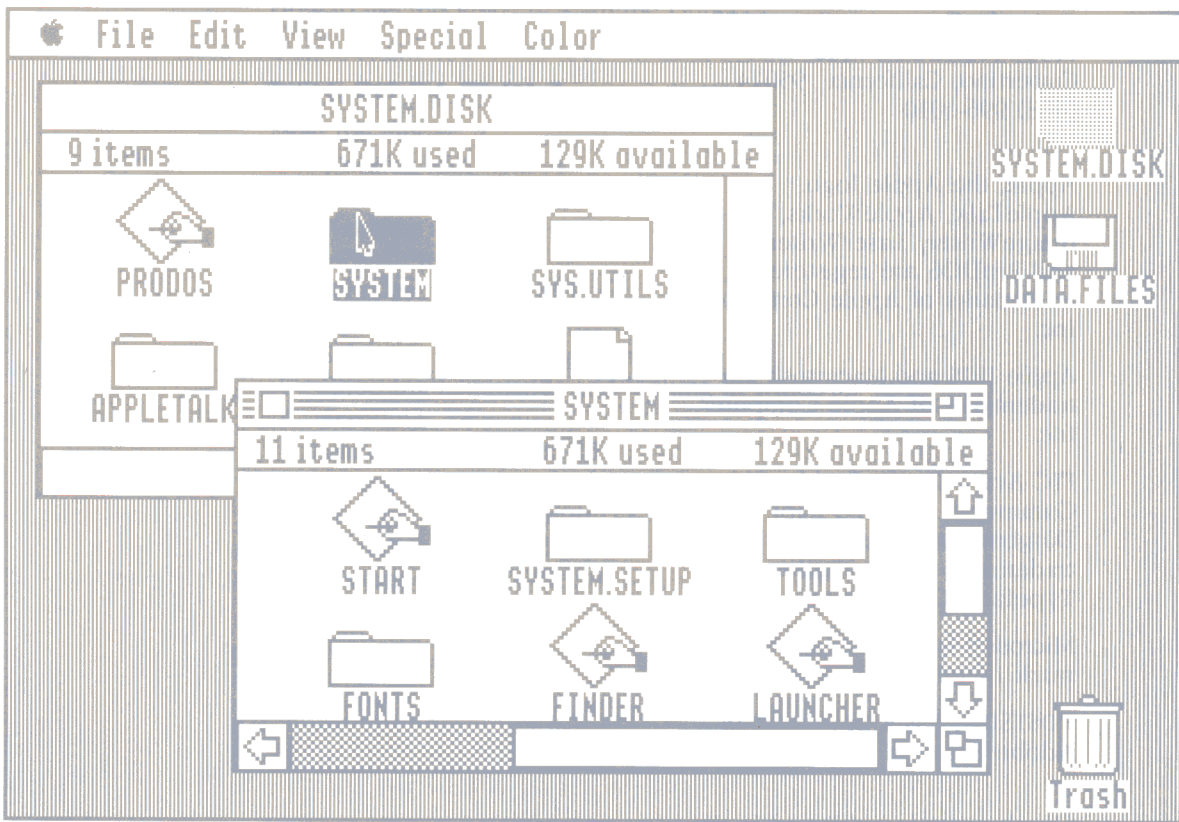 File Edit View Special Color
SYSTEM.DISK
9 items 671K used 129K available
PRODOS SYSTEM SYS.UTILS
APPLETALK
SYSTEM
11 items 671K used 129K available
START SYSTEM.SETUP TOOLS
FONTS FINDER LAUNCHER
SYSTEM.DISK
DATA.FILES
Trash